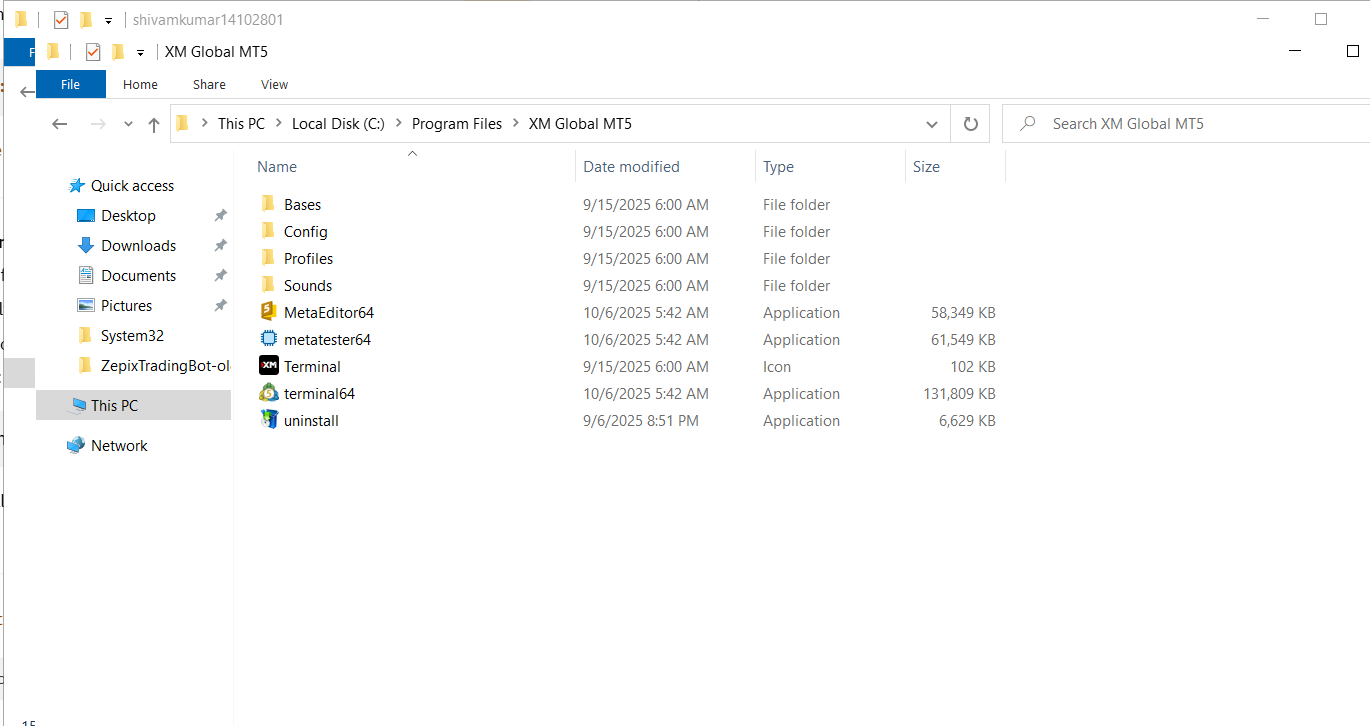 shivamkumar14102801
XM Global MT5
File Home Share View
This PC Local Disk (C:) Program Files XM Global MT5 Search XM Global MT5
Name Date modified Type Size
Quick access
Desktop
Downloads
Documents
Pictures
System32
ZepixTradingBot-ol
This PC
Network
Bases 9/15/2025 6:00 AM File folder
Config 9/15/2025 6:00 AM File folder
Profiles 9/15/2025 6:00 AM File folder
Sounds 9/15/2025 6:00 AM File folder
MetaEditor64 10/6/2025 5:42 AM Application 58,349 KB
metatester64 10/6/2025 5:42 AM Application 61,549 KB
Terminal 9/15/2025 6:00 AM Icon 102 KB
terminal64 10/6/2025 5:42 AM Application 131,809 KB
uninstall 9/6/2025 8:51 PM Application 6,629 KB